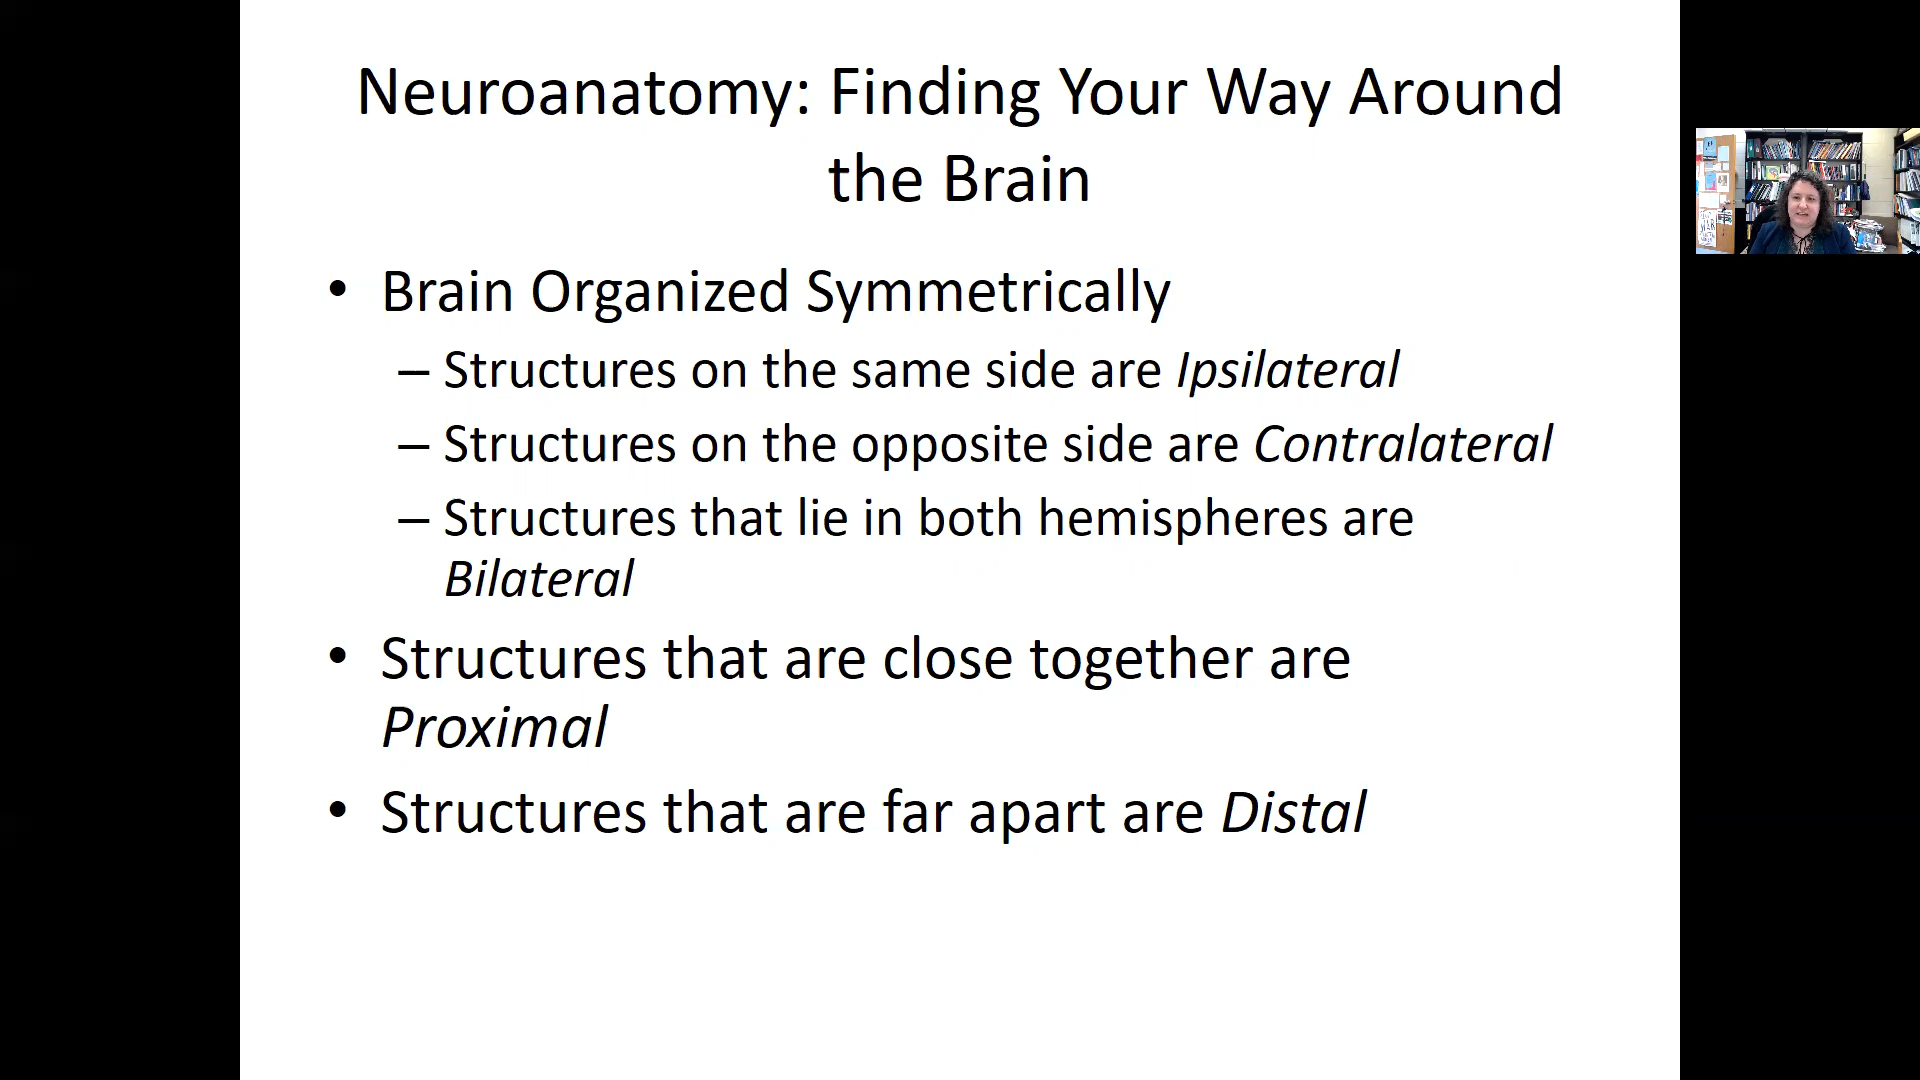 Neuroanatomy: Finding Your Way Around
the Brain
• Brain Organized Symmetrically
– Structures on the same side are Ipsilateral
– Structures on the opposite side are Contralateral
– Structures that lie in both hemispheres are
Bilateral
• Structures that are close together are
Proximal
• Structures that are far apart are Distal